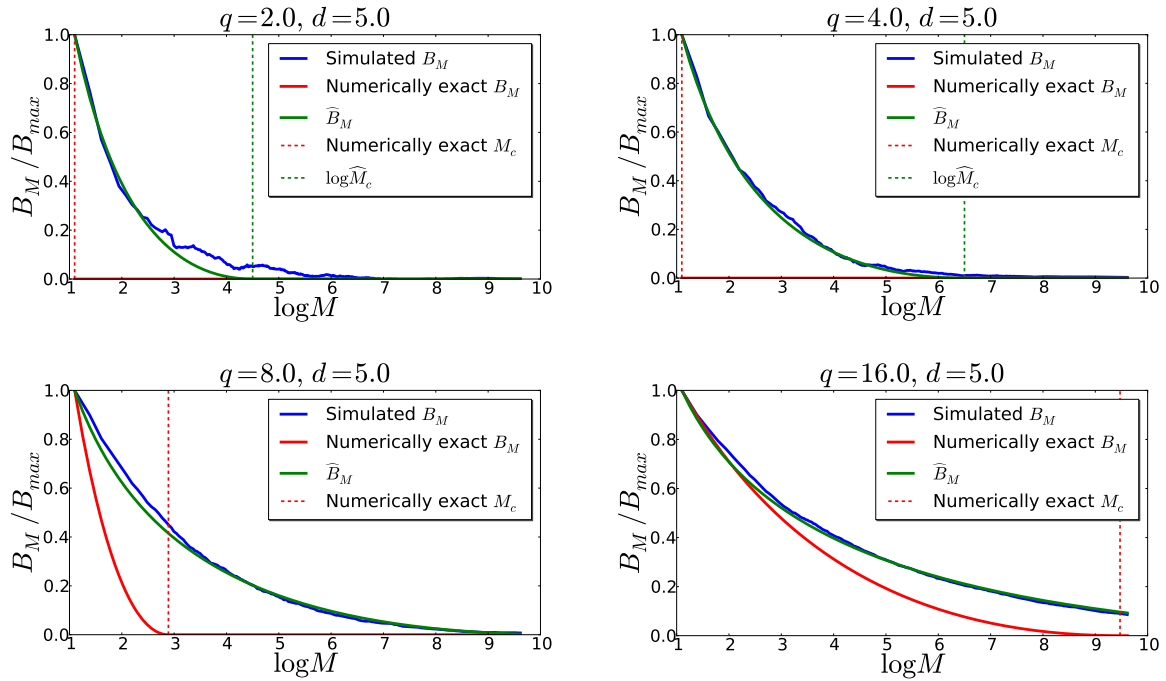 q=2.0, d=5.0
B_M/B_max
1.0
0.8
0.6
0.4
0.2
0.0
Simulated B_M
Numerically exact B_M
B̂_M
Numerically exact M_c
logM̂_c
1 2 3 4 5 6 7 8 9 10
logM
q=4.0, d=5.0
B_M/B_max
1.0
0.8
0.6
0.4
0.2
0.0
Simulated B_M
Numerically exact B_M
B̂_M
Numerically exact M_c
logM̂_c
1 2 3 4 5 6 7 8 9 10
logM
q=8.0, d=5.0
B_M/B_max
1.0
0.8
0.6
0.4
0.2
0.0
Simulated B_M
Numerically exact B_M
B̂_M
Numerically exact M_c
1 2 3 4 5 6 7 8 9 10
logM
q=16.0, d=5.0
B_M/B_max
1.0
0.8
0.6
0.4
0.2
0.0
Simulated B_M
Numerically exact B_M
B̂_M
Numerically exact M_c
1 2 3 4 5 6 7 8 9 10
logM